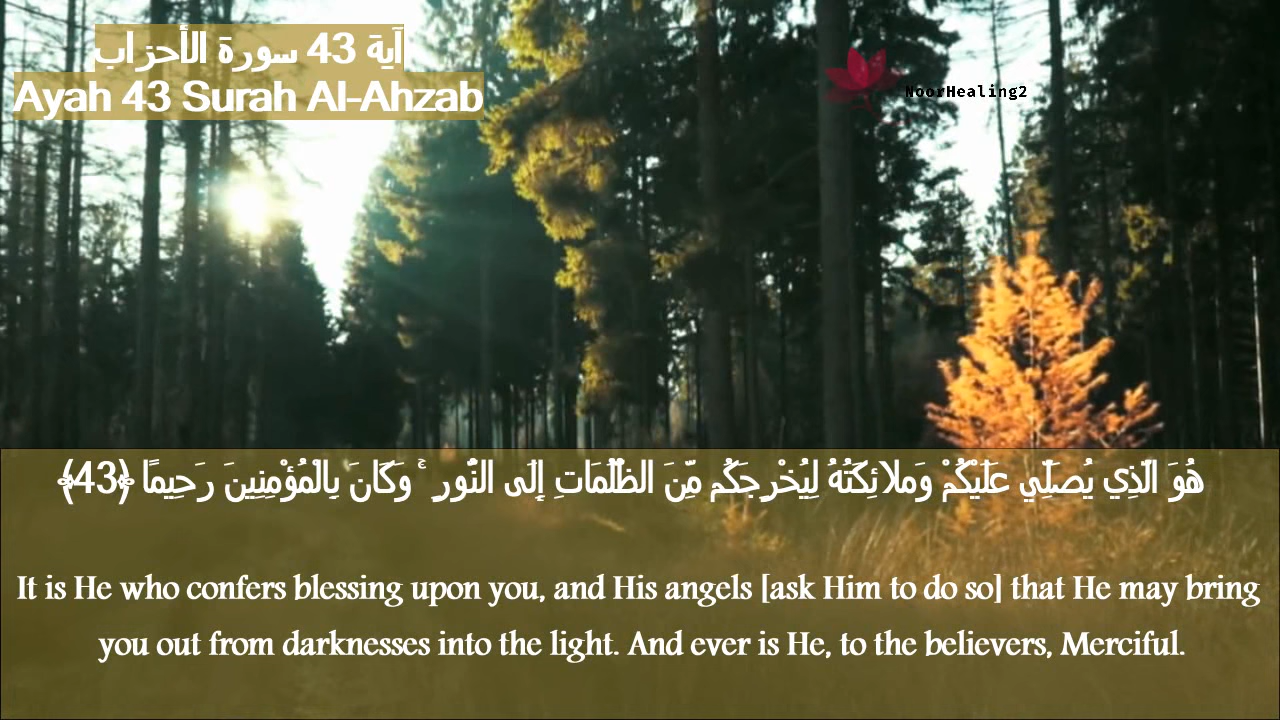 آية 43 سورة الأحزاب
Ayah 43 Surah Al-Ahzab
NoorHealing2
هُوَ الَّذِي يُصَلِّي عَلَيْكُمْ وَمَلائِكَتُهُ لِيُخْرِجَكُم مِّنَ الظُّلُمَاتِ إِلَى النُّورِ ۚ وَكَانَ بِالْمُؤْمِنِينَ رَحِيمًا ﴿43﴾
It is He who confers blessing upon you, and His angels [ask Him to do so] that He may bring
you out from darknesses into the light. And ever is He, to the believers, Merciful.